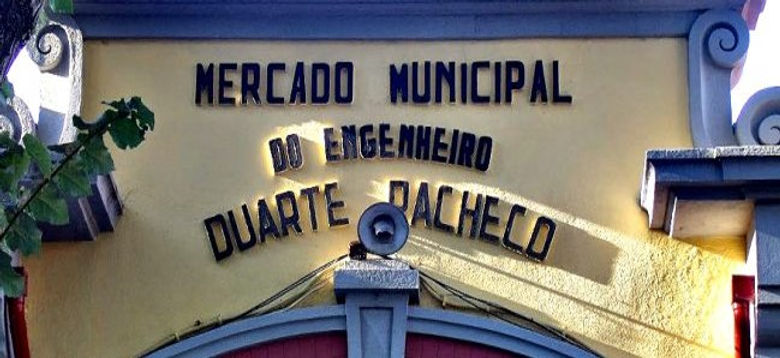 MERCADO MUNICIPAL
DO ENGENHEIRO
DUARTE PACHECO